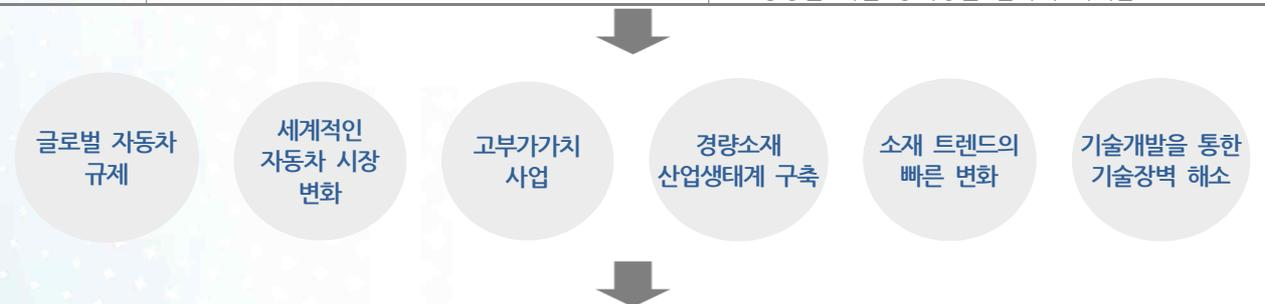 글로벌 자동차
규제
세계적인
자동차 시장
변화
고부가가치
사업
경량소재
산업생태계 구축
소재 트렌드의
빠른 변화
기술개발을 통한
기술장벽 해소